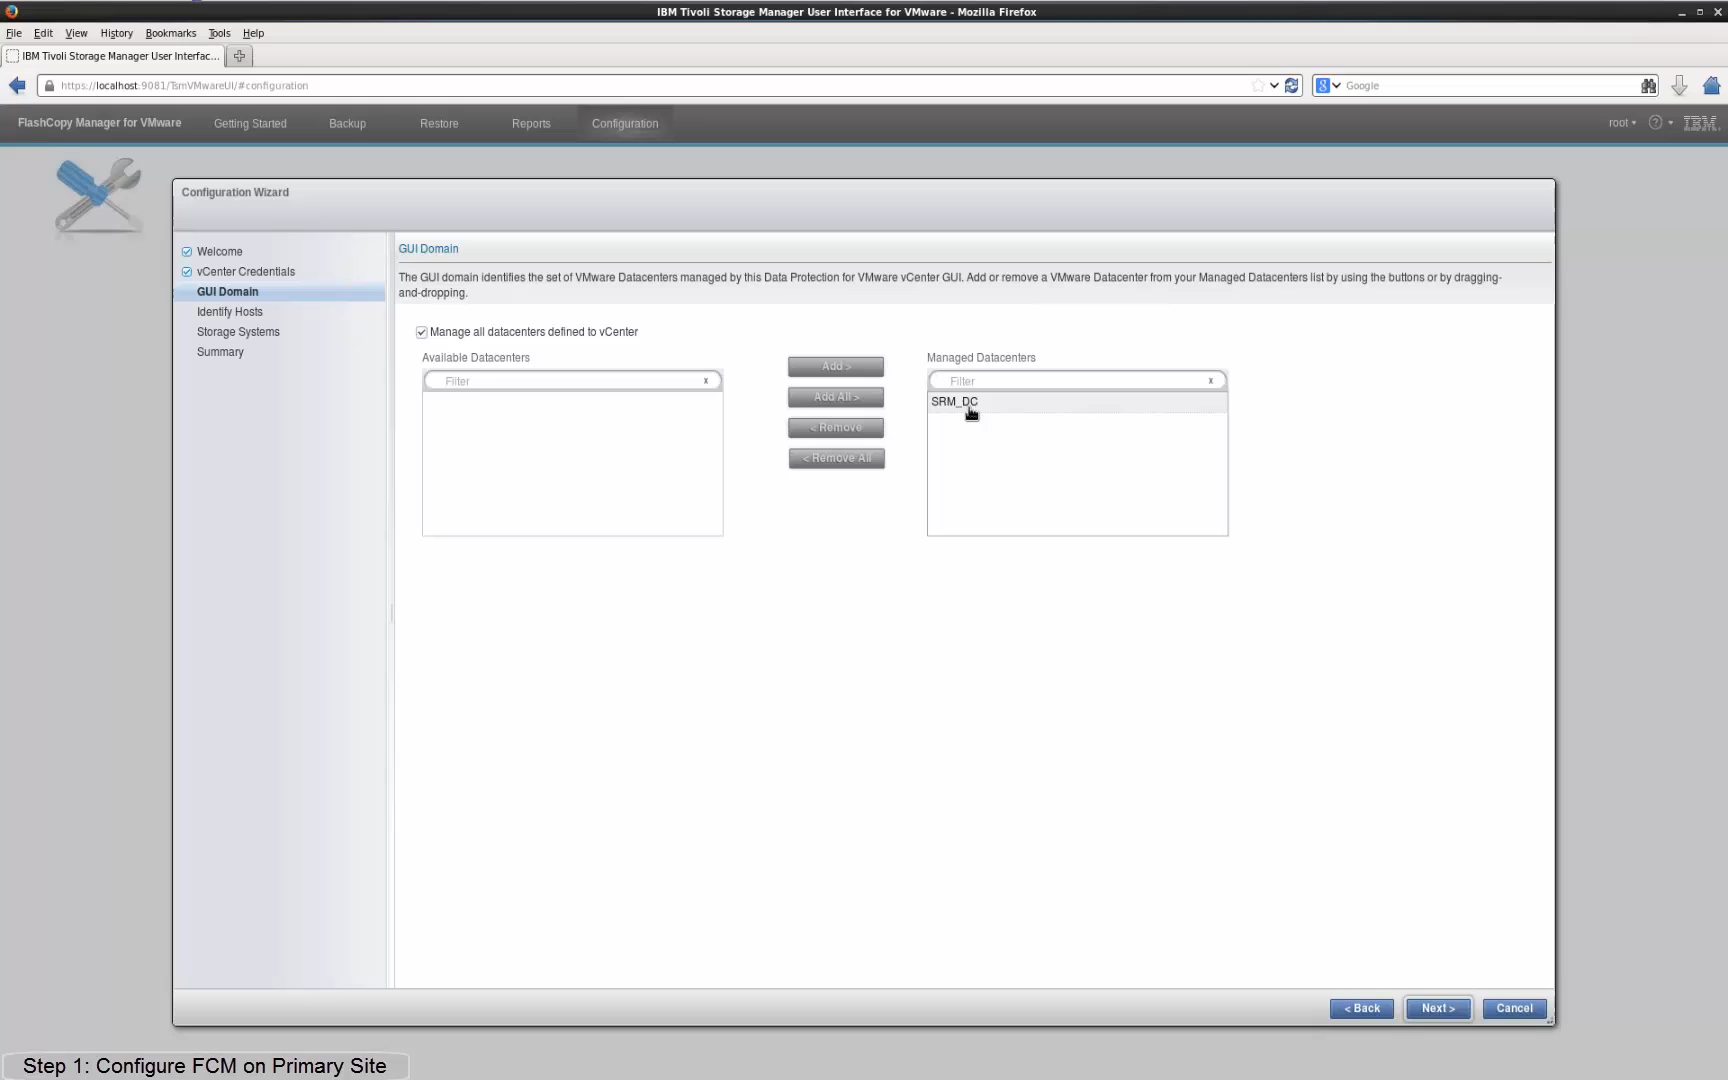 IBM Tivoli Storage Manager User Interface for VMware - Mozilla Firefox
File Edit View History Bookmarks Tools Help
IBM Tivoli Storage Manager User Interfac...
https://localhost:9081/TsmVMwareUI/#configuration
Google
FlashCopy Manager for VMware Getting Started Backup Restore Reports Configuration root IBM
Configuration Wizard
Welcome
vCenter Credentials
GUI Domain
Identify Hosts
Storage Systems
Summary
GUI Domain
The GUI domain identifies the set of VMware Datacenters managed by this Data Protection for VMware vCenter GUI. Add or remove a VMware Datacenter from your Managed Datacenters list by using the buttons or by dragging-
and-dropping.
Manage all datacenters defined to vCenter
Available Datacenters
Filter x
Add >
Add All >
< Remove
< Remove All
Managed Datacenters
Filter x
SRM_DC
< Back Next > Cancel
Step 1: Configure FCM on Primary Site